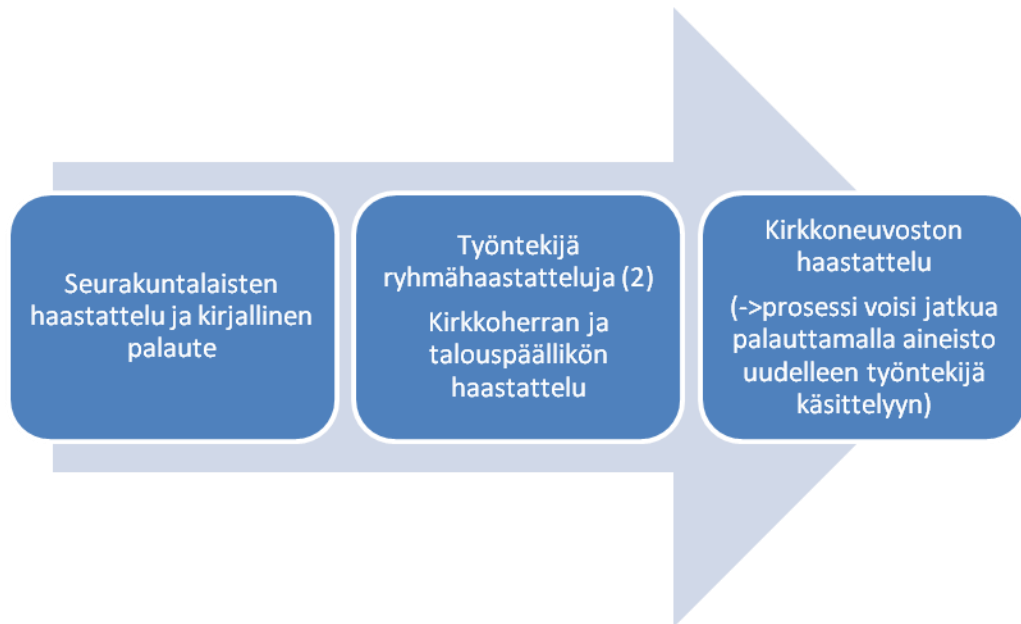 Seurakuntalaisten
haastattelu ja kirjallinen
palaute
Työntekijä
ryhmähaastatteluja (2)
Kirkkoherran ja
talouspäällikön
haastattelu
Kirkkoneuvoston
haastattelu
(->prosessi voisi jatkua
palauttamalla aineisto
uudelleen työntekijä
käsittelyyn)